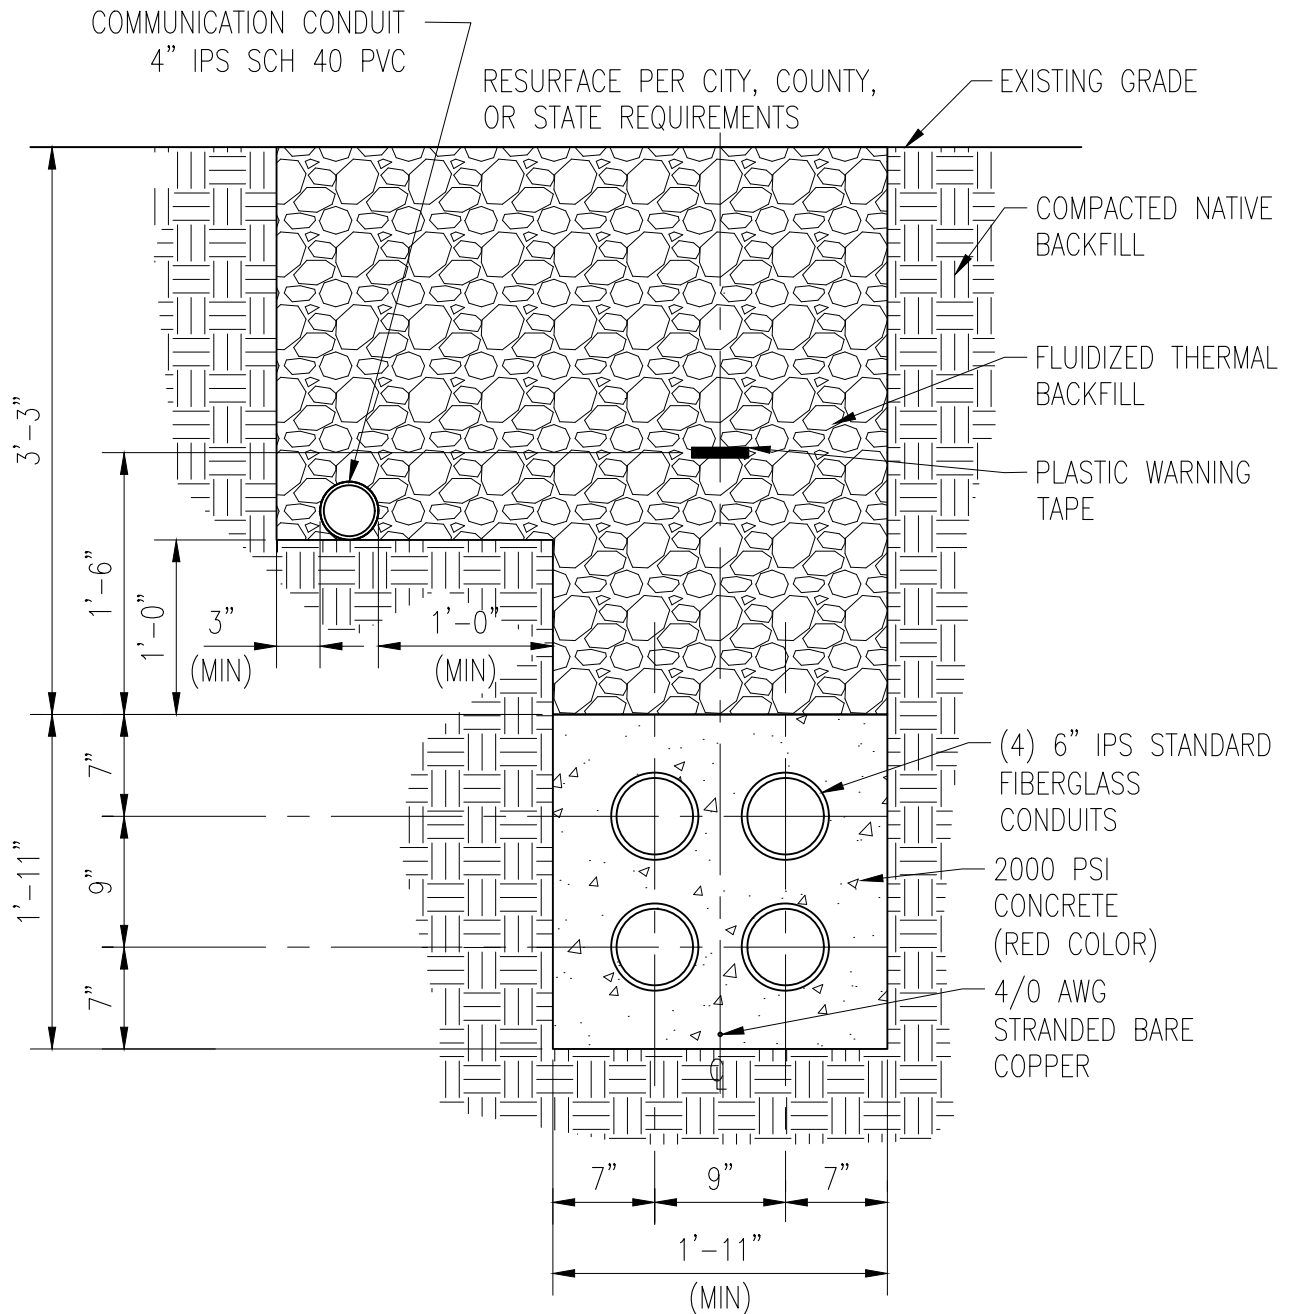 COMMUNICATION CONDUIT
4” IPS SCH 40 PVC
RESURFACE PER CITY, COUNTY,
OR STATE REQUIREMENTS
EXISTING GRADE
COMPACTED NATIVE
BACKFILL
FLUIDIZED THERMAL
BACKFILL
PLASTIC WARNING
TAPE
3’-3”
1’-6”
1’-0”
3”
(MIN)
1’-0”
(MIN)
1’-11”
7”
9”
7”
(4) 6” IPS STANDARD
FIBERGLASS
CONDUITS
2000 PSI
CONCRETE
(RED COLOR)
4/0 AWG
STRANDED BARE
COPPER
℄
7”
9”
7”
1’-11”
(MIN)